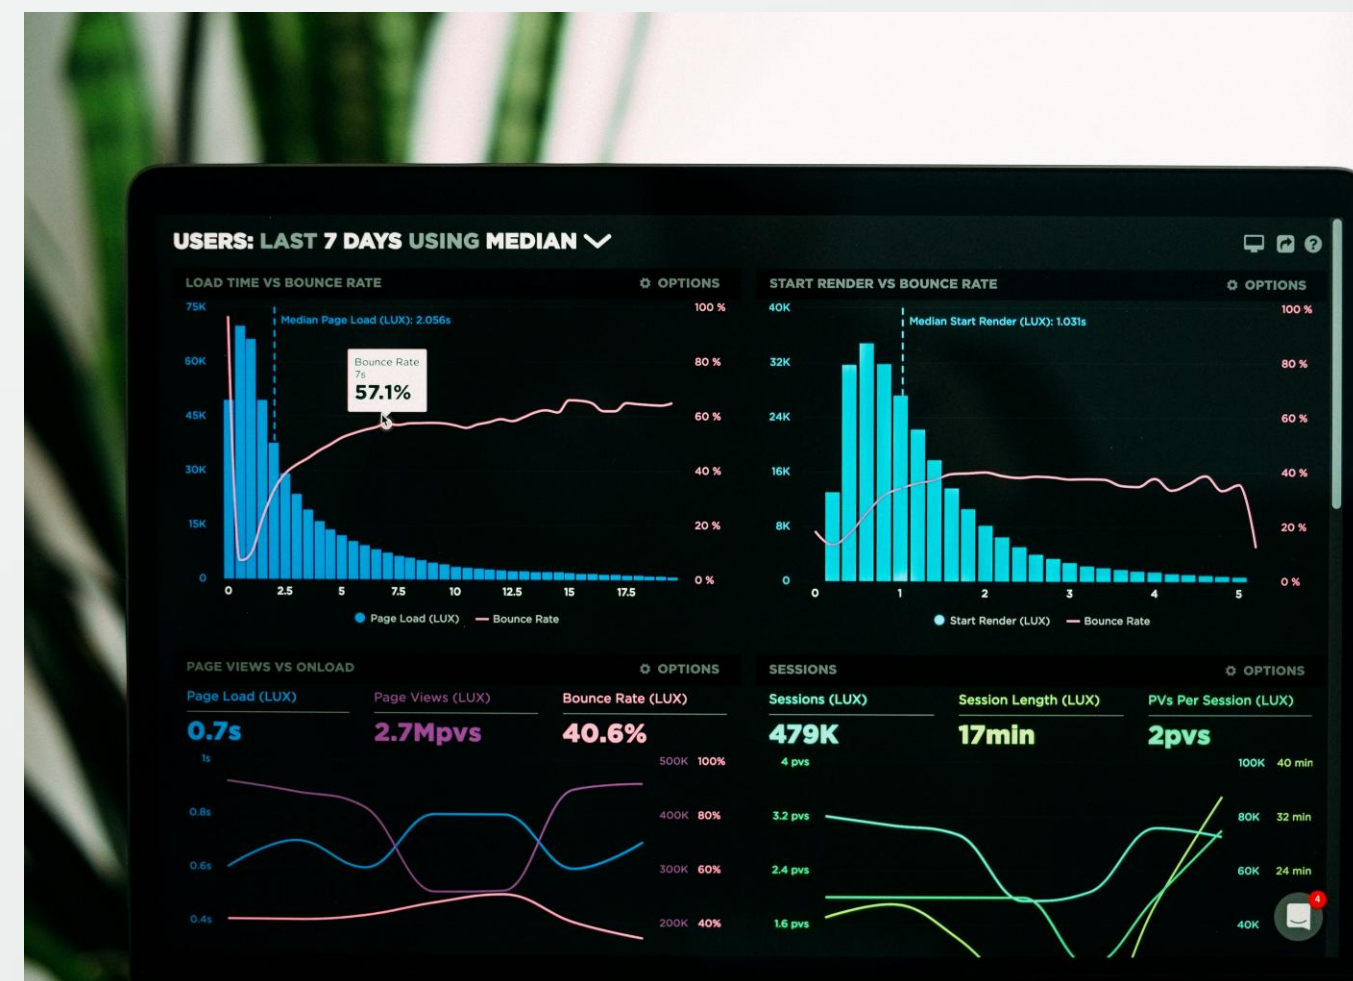 USERS: LAST 7 DAYS USING MEDIAN
LOAD TIME VS BOUNCE RATE
OPTIONS
75K
60K
45K
30K
15K
0
Median Page Load (LUX): 2.056s
Bounce Rate
7s
57.1%
100 %
80 %
60 %
40 %
20 %
0 %
0 2.5 5 7.5 10 12.5 15 17.5
Page Load (LUX) Bounce Rate
START RENDER VS BOUNCE RATE
OPTIONS
40K
32K
24K
16K
8K
0
Median Start Render (LUX): 1.031s
100 %
80 %
60 %
40 %
20 %
0 %
0 1 2 3 4 5
Start Render (LUX) Bounce Rate
PAGE VIEWS VS ONLOAD
OPTIONS
Page Load (LUX) Page Views (LUX) Bounce Rate (LUX)
0.7s 2.7Mpvs 40.6%
1s
0.8s
0.6s
0.4s
500K 100%
400K 80%
300K 60%
200K 40%
SESSIONS
OPTIONS
Sessions (LUX) Session Length (LUX) PVs Per Session (LUX)
479K 17min 2pvs
4 pvs
3.2 pvs
2.4 pvs
1.6 pvs
100K 40 min
80K 32 min
60K 24 min
40K
4